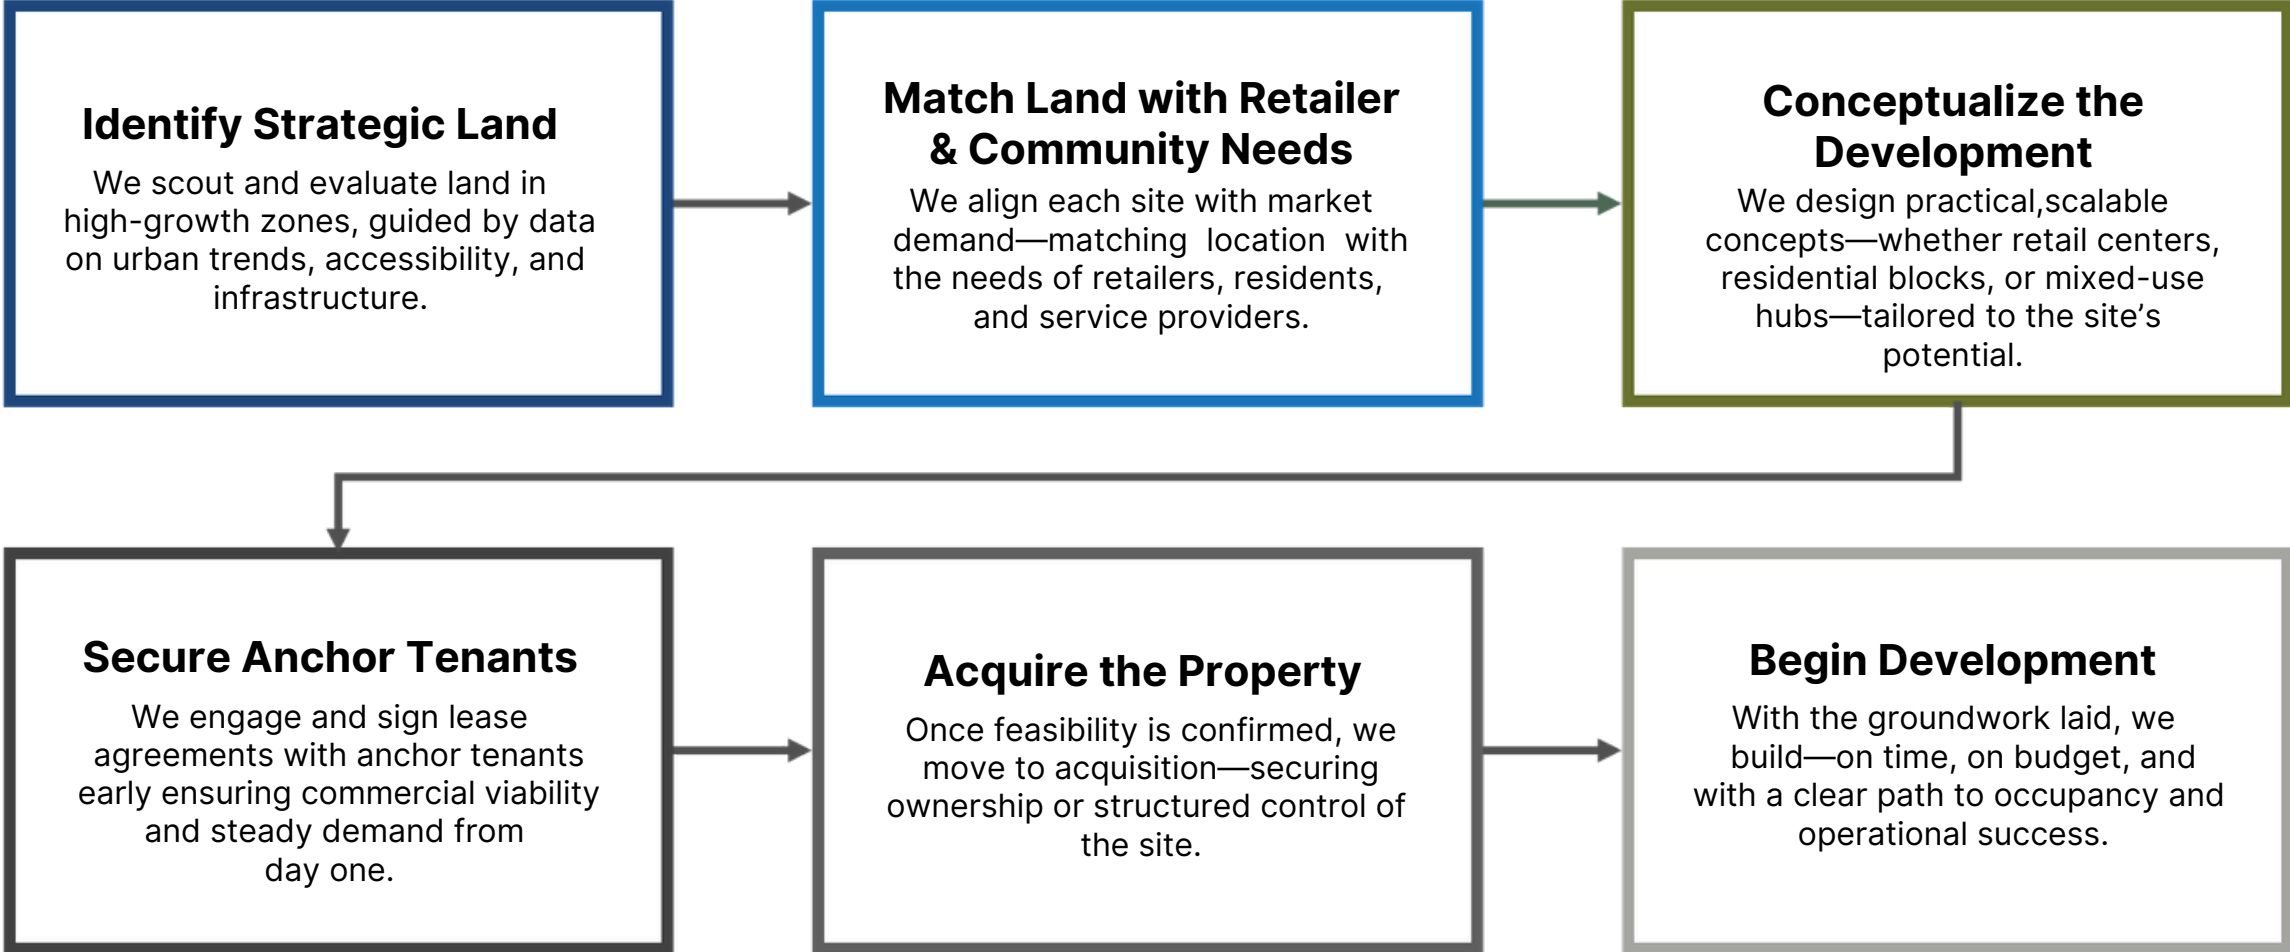 Identify Strategic Land
We scout and evaluate land in
high-growth zones, guided by data
on urban trends, accessibility, and
infrastructure.
Match Land with Retailer
& Community Needs
We align each site with market
demand—matching location with
the needs of retailers, residents,
and service providers.
Conceptualize the
Development
We design practical,scalable
concepts—whether retail centers,
residential blocks, or mixed-use
hubs—tailored to the site’s
potential.
Secure Anchor Tenants
We engage and sign lease
agreements with anchor tenants
early ensuring commercial viability
and steady demand from
day one.
Acquire the Property
Once feasibility is confirmed, we
move to acquisition—securing
ownership or structured control of
the site.
Begin Development
With the groundwork laid, we
build—on time, on budget, and
with a clear path to occupancy and
operational success.